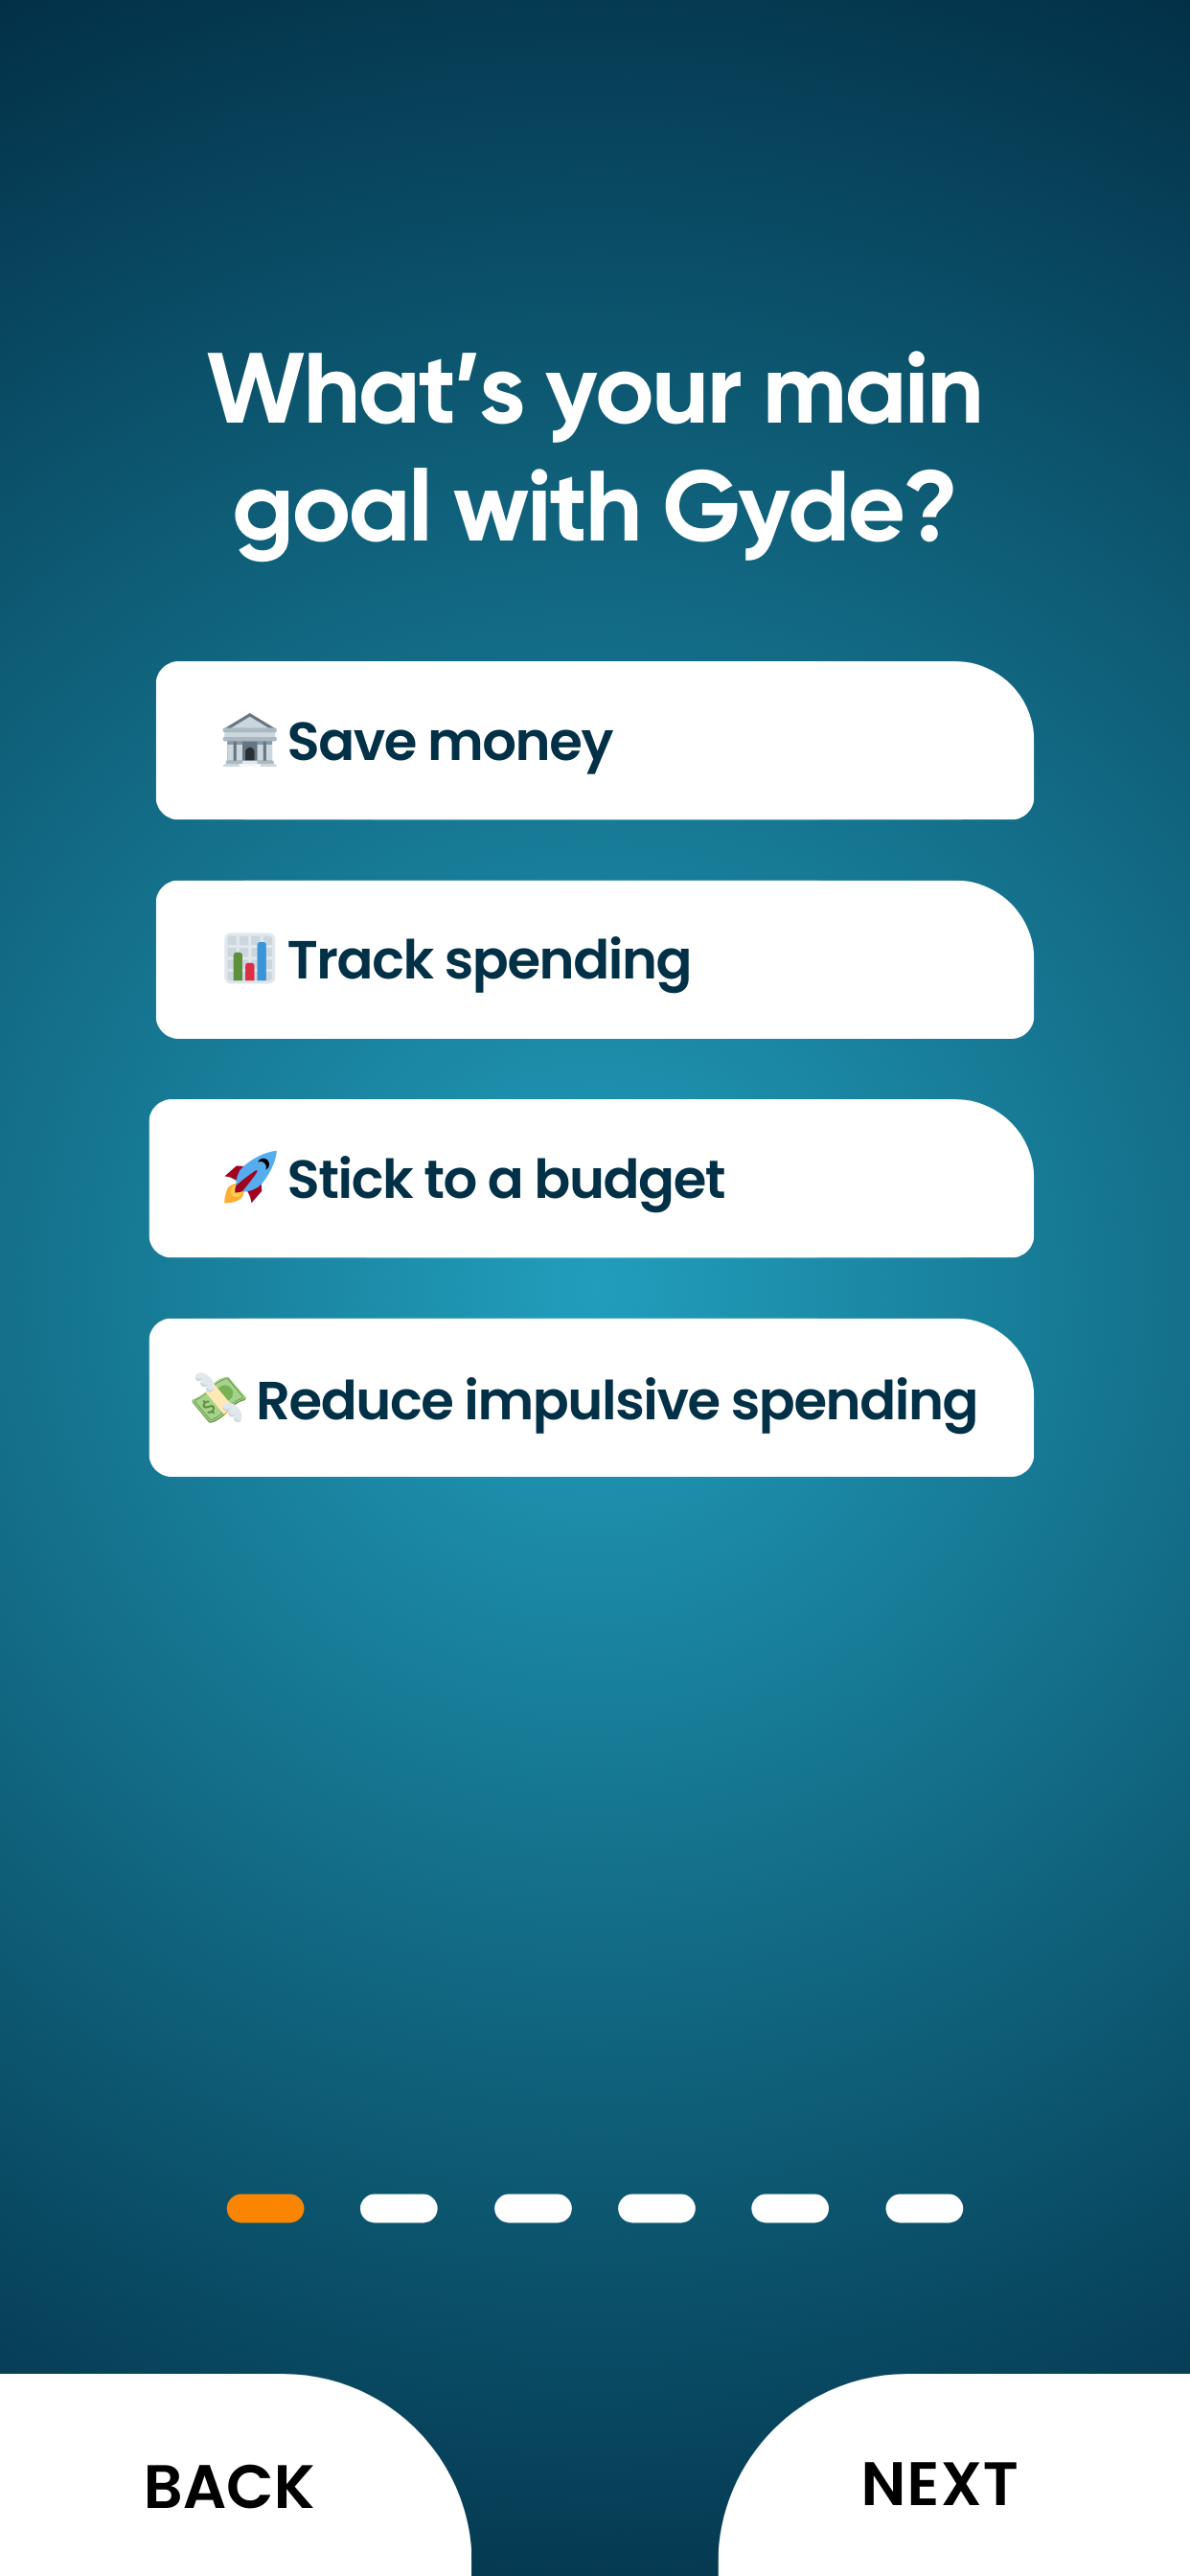 What's your main
goal with Gyde?
🏛️ Save money
📊 Track spending
🚀 Stick to a budget
💸 Reduce impulsive spending
BACK
NEXT